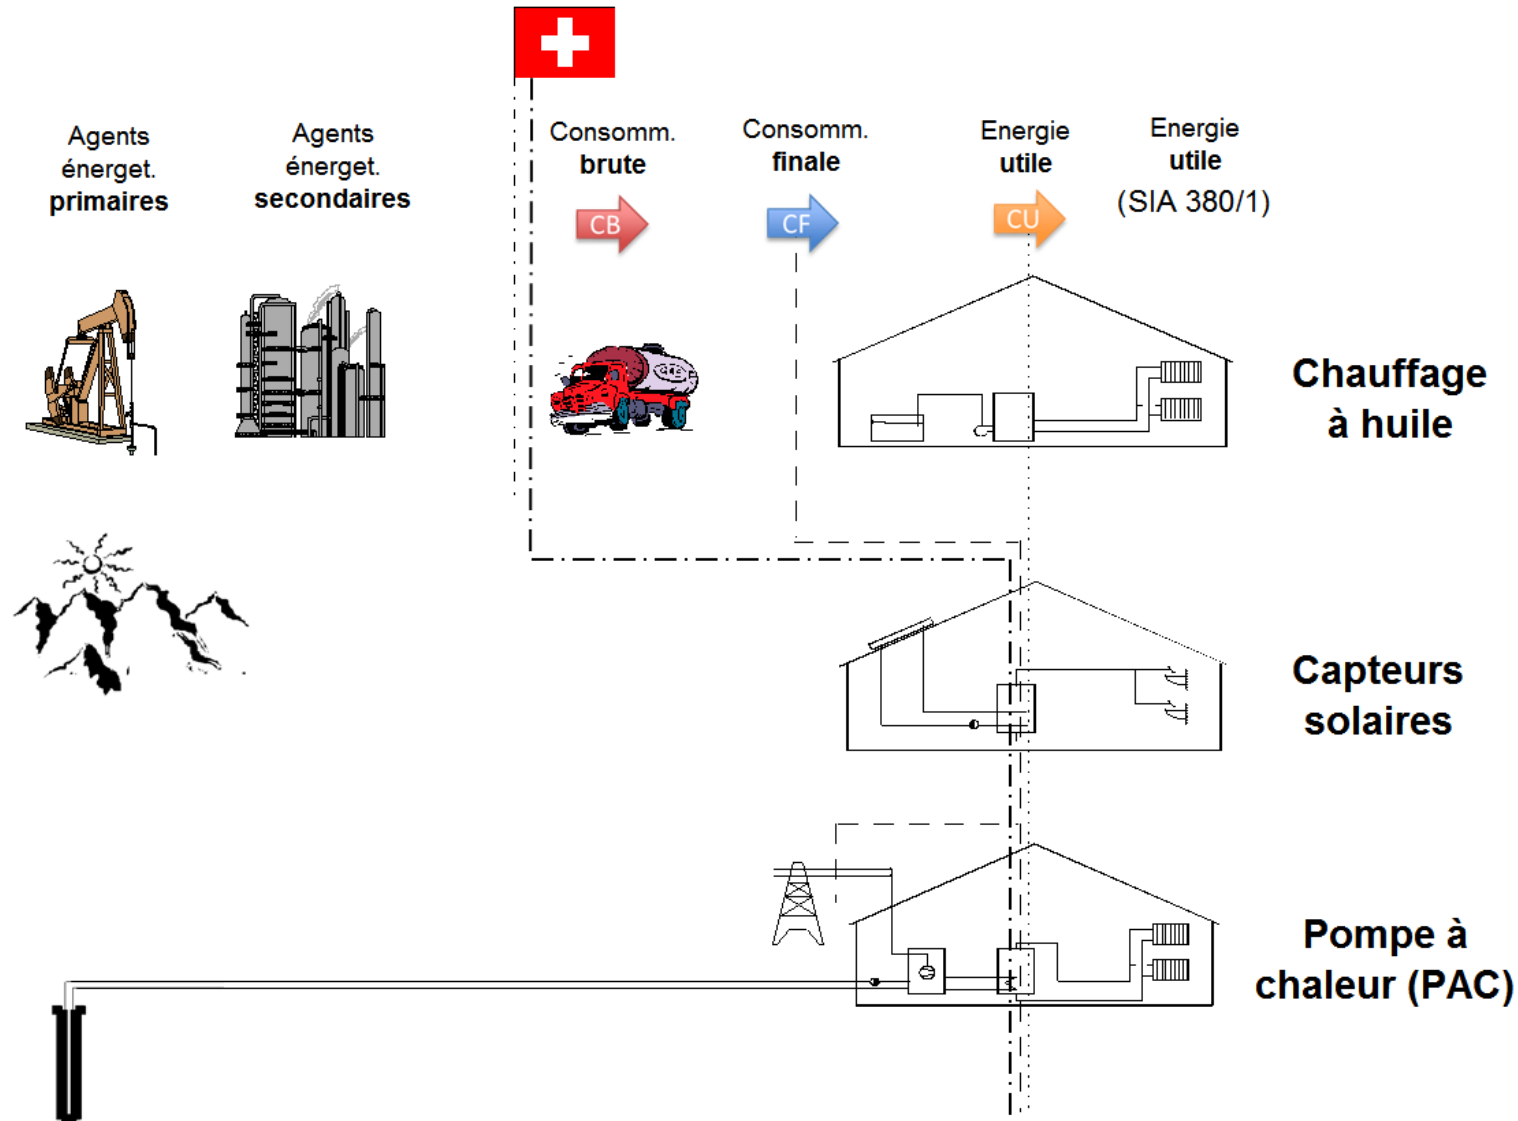 Agents
énerget.
primaires
Agents
énerget.
secondaires
Consomm.
brute
CB
Consomm.
finale
CF
Energie
utile
CU
Energie
utile
(SIA 380/1)
Chauffage
à huile
Capteurs
solaires
Pompe à
chaleur (PAC)